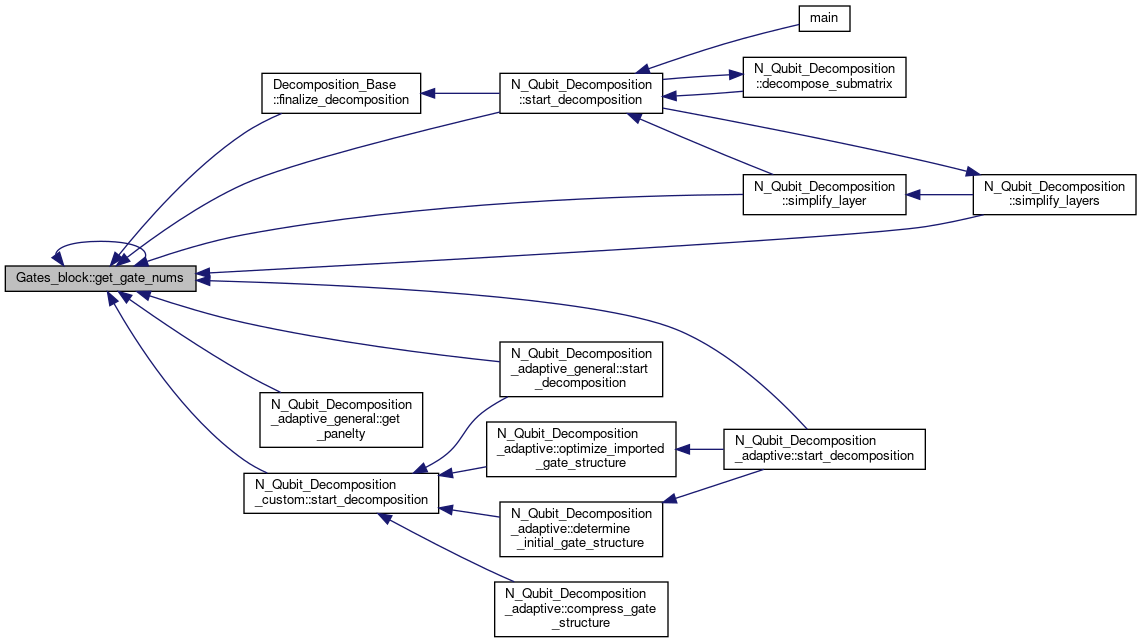 main
N_Qubit_Decomposition
::decompose_submatrix
Decomposition_Base
::finalize_decomposition
N_Qubit_Decomposition
::start_decomposition
N_Qubit_Decomposition
::simplify_layer
N_Qubit_Decomposition
::simplify_layers
Gates_block::get_gate_nums
N_Qubit_Decomposition
_adaptive_general::start
_decomposition
N_Qubit_Decomposition
_adaptive_general::get
_panelty
N_Qubit_Decomposition
_adaptive::optimize_imported
_gate_structure
N_Qubit_Decomposition
_adaptive::start_decomposition
N_Qubit_Decomposition
_custom::start_decomposition
N_Qubit_Decomposition
_adaptive::determine
_initial_gate_structure
N_Qubit_Decomposition
_adaptive::compress_gate
_structure